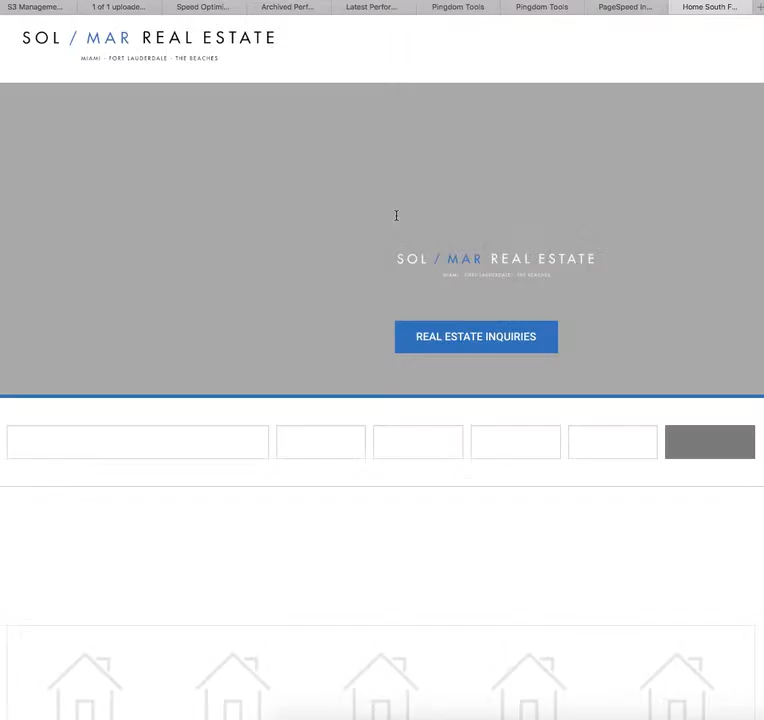 S3 Manageme...
1 of 1 uploade...
Speed Optimi...
Archived Perf...
Latest Perfor...
Pingdom Tools
Pingdom Tools
PageSpeed In...
Home South F...
SOL / MAR REAL ESTATE
MIAMI - FORT LAUDERDALE - THE BEACHES
SOL / MAR REAL ESTATE
MIAMI - FORT LAUDERDALE - THE BEACHES
REAL ESTATE INQUIRIES